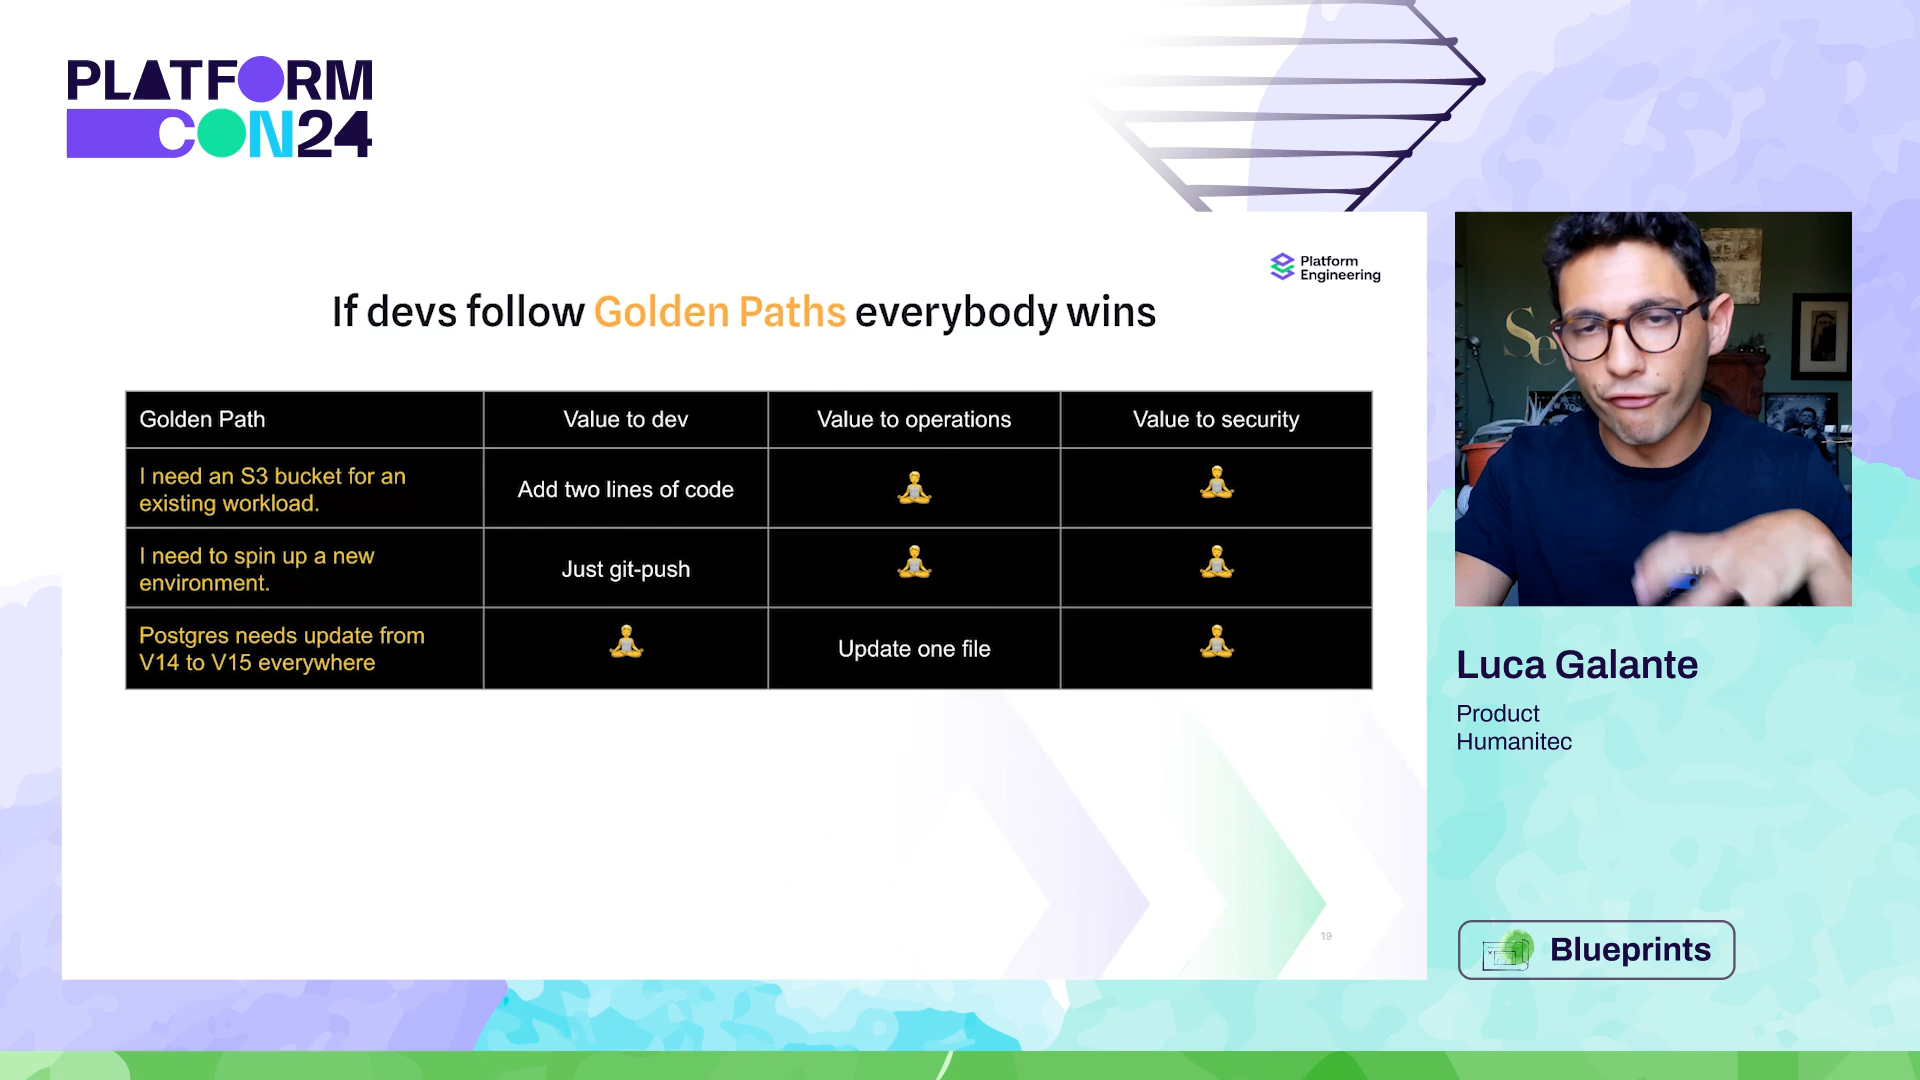 PLATFORM
CON24
Platform
Engineering
If devs follow Golden Paths everybody wins
Golden Path
Value to dev
Value to operations
Value to security
I need an S3 bucket for an
existing workload.
Add two lines of code
I need to spin up a new
environment.
Just git-push
Postgres needs update from
V14 to V15 everywhere
Update one file
19
Se
Luca Galante
Product
Humanitec
Blueprints